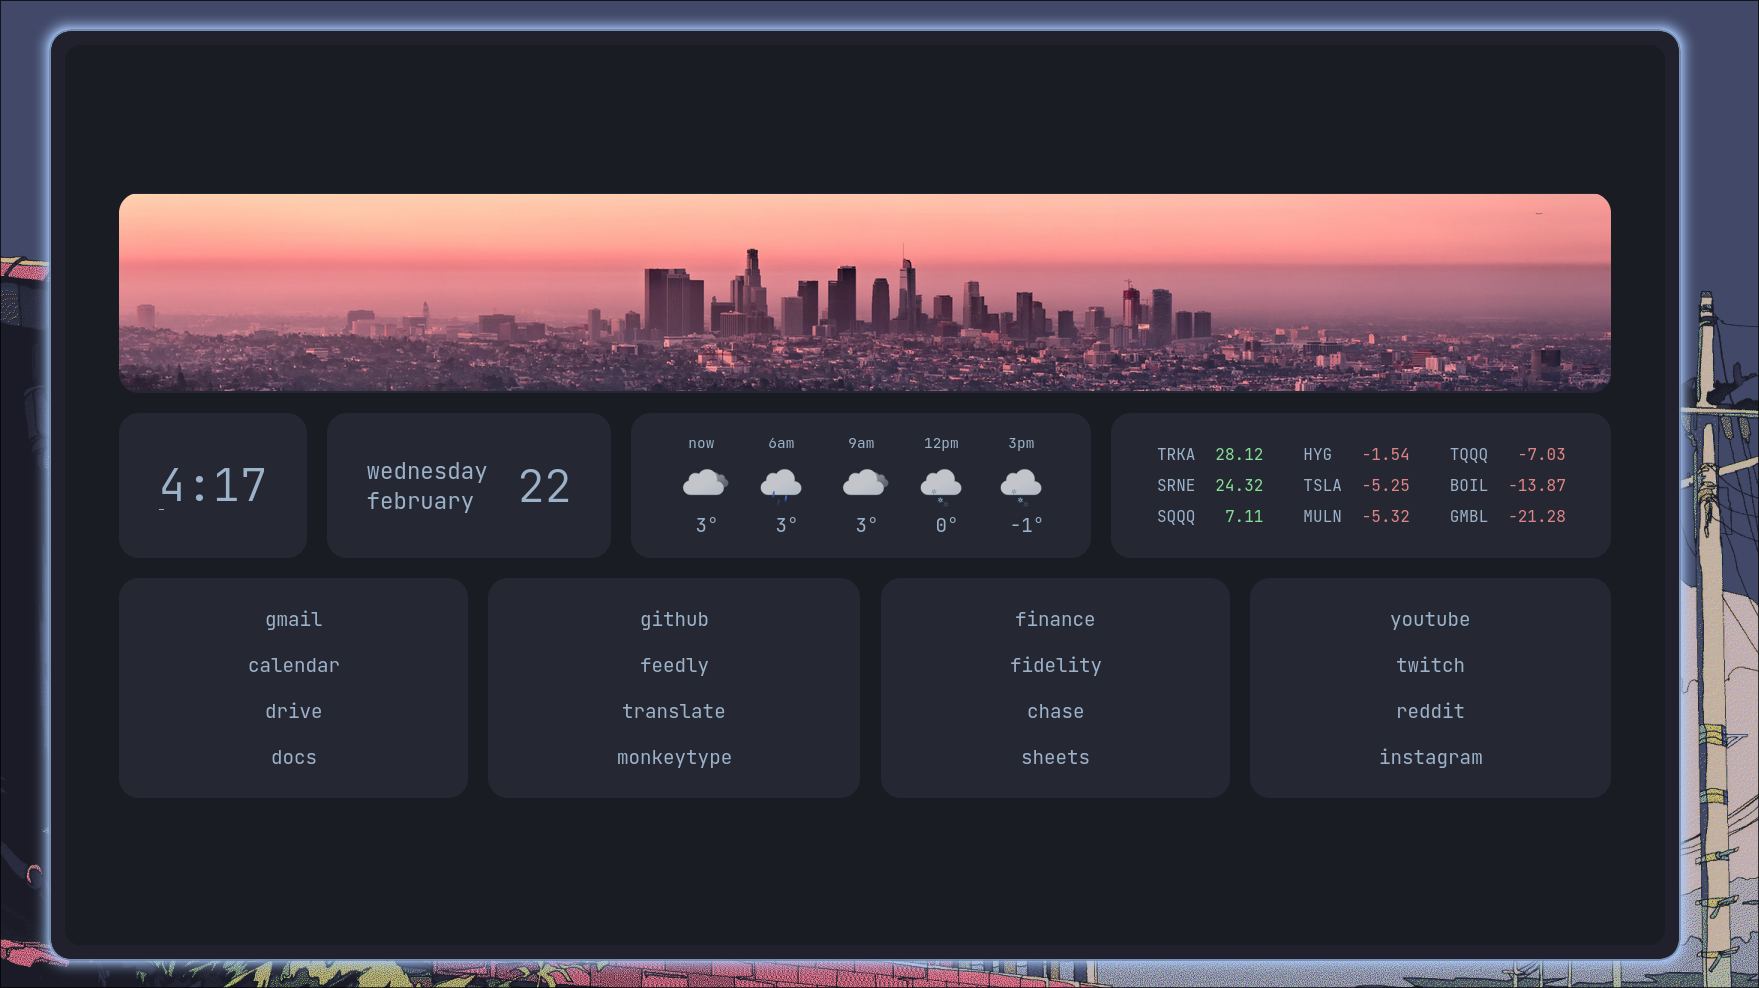 4:17
wednesday
february
22
now 6am 9am 12pm 3pm
3° 3° 3° 0° -1°
TRKA 28.12 HYG -1.54 TQQQ -7.03
SRNE 24.32 TSLA -5.25 BOIL -13.87
SQQQ 7.11 MULN -5.32 GMBL -21.28
gmail
calendar
drive
docs
github
feedly
translate
monkeytype
finance
fidelity
chase
sheets
youtube
twitch
reddit
instagram